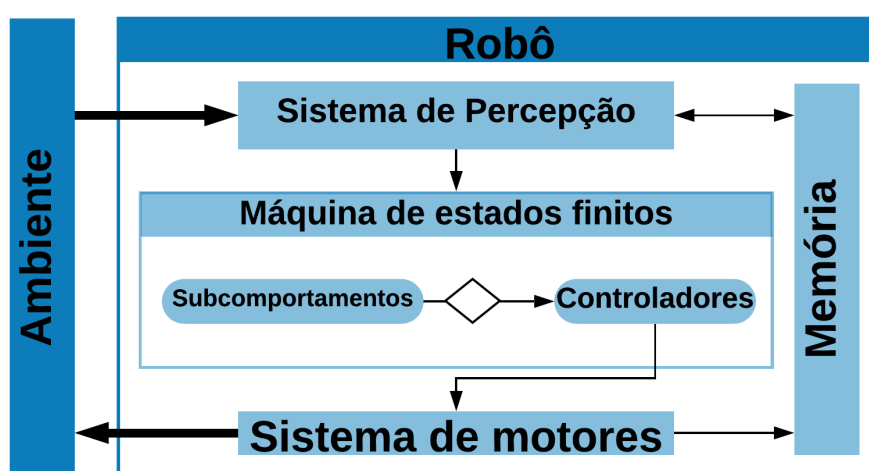 Robô
Ambiente
Sistema de Percepção
Memória
Máquina de estados finitos
Subcomportamentos
Controladores
Sistema de motores